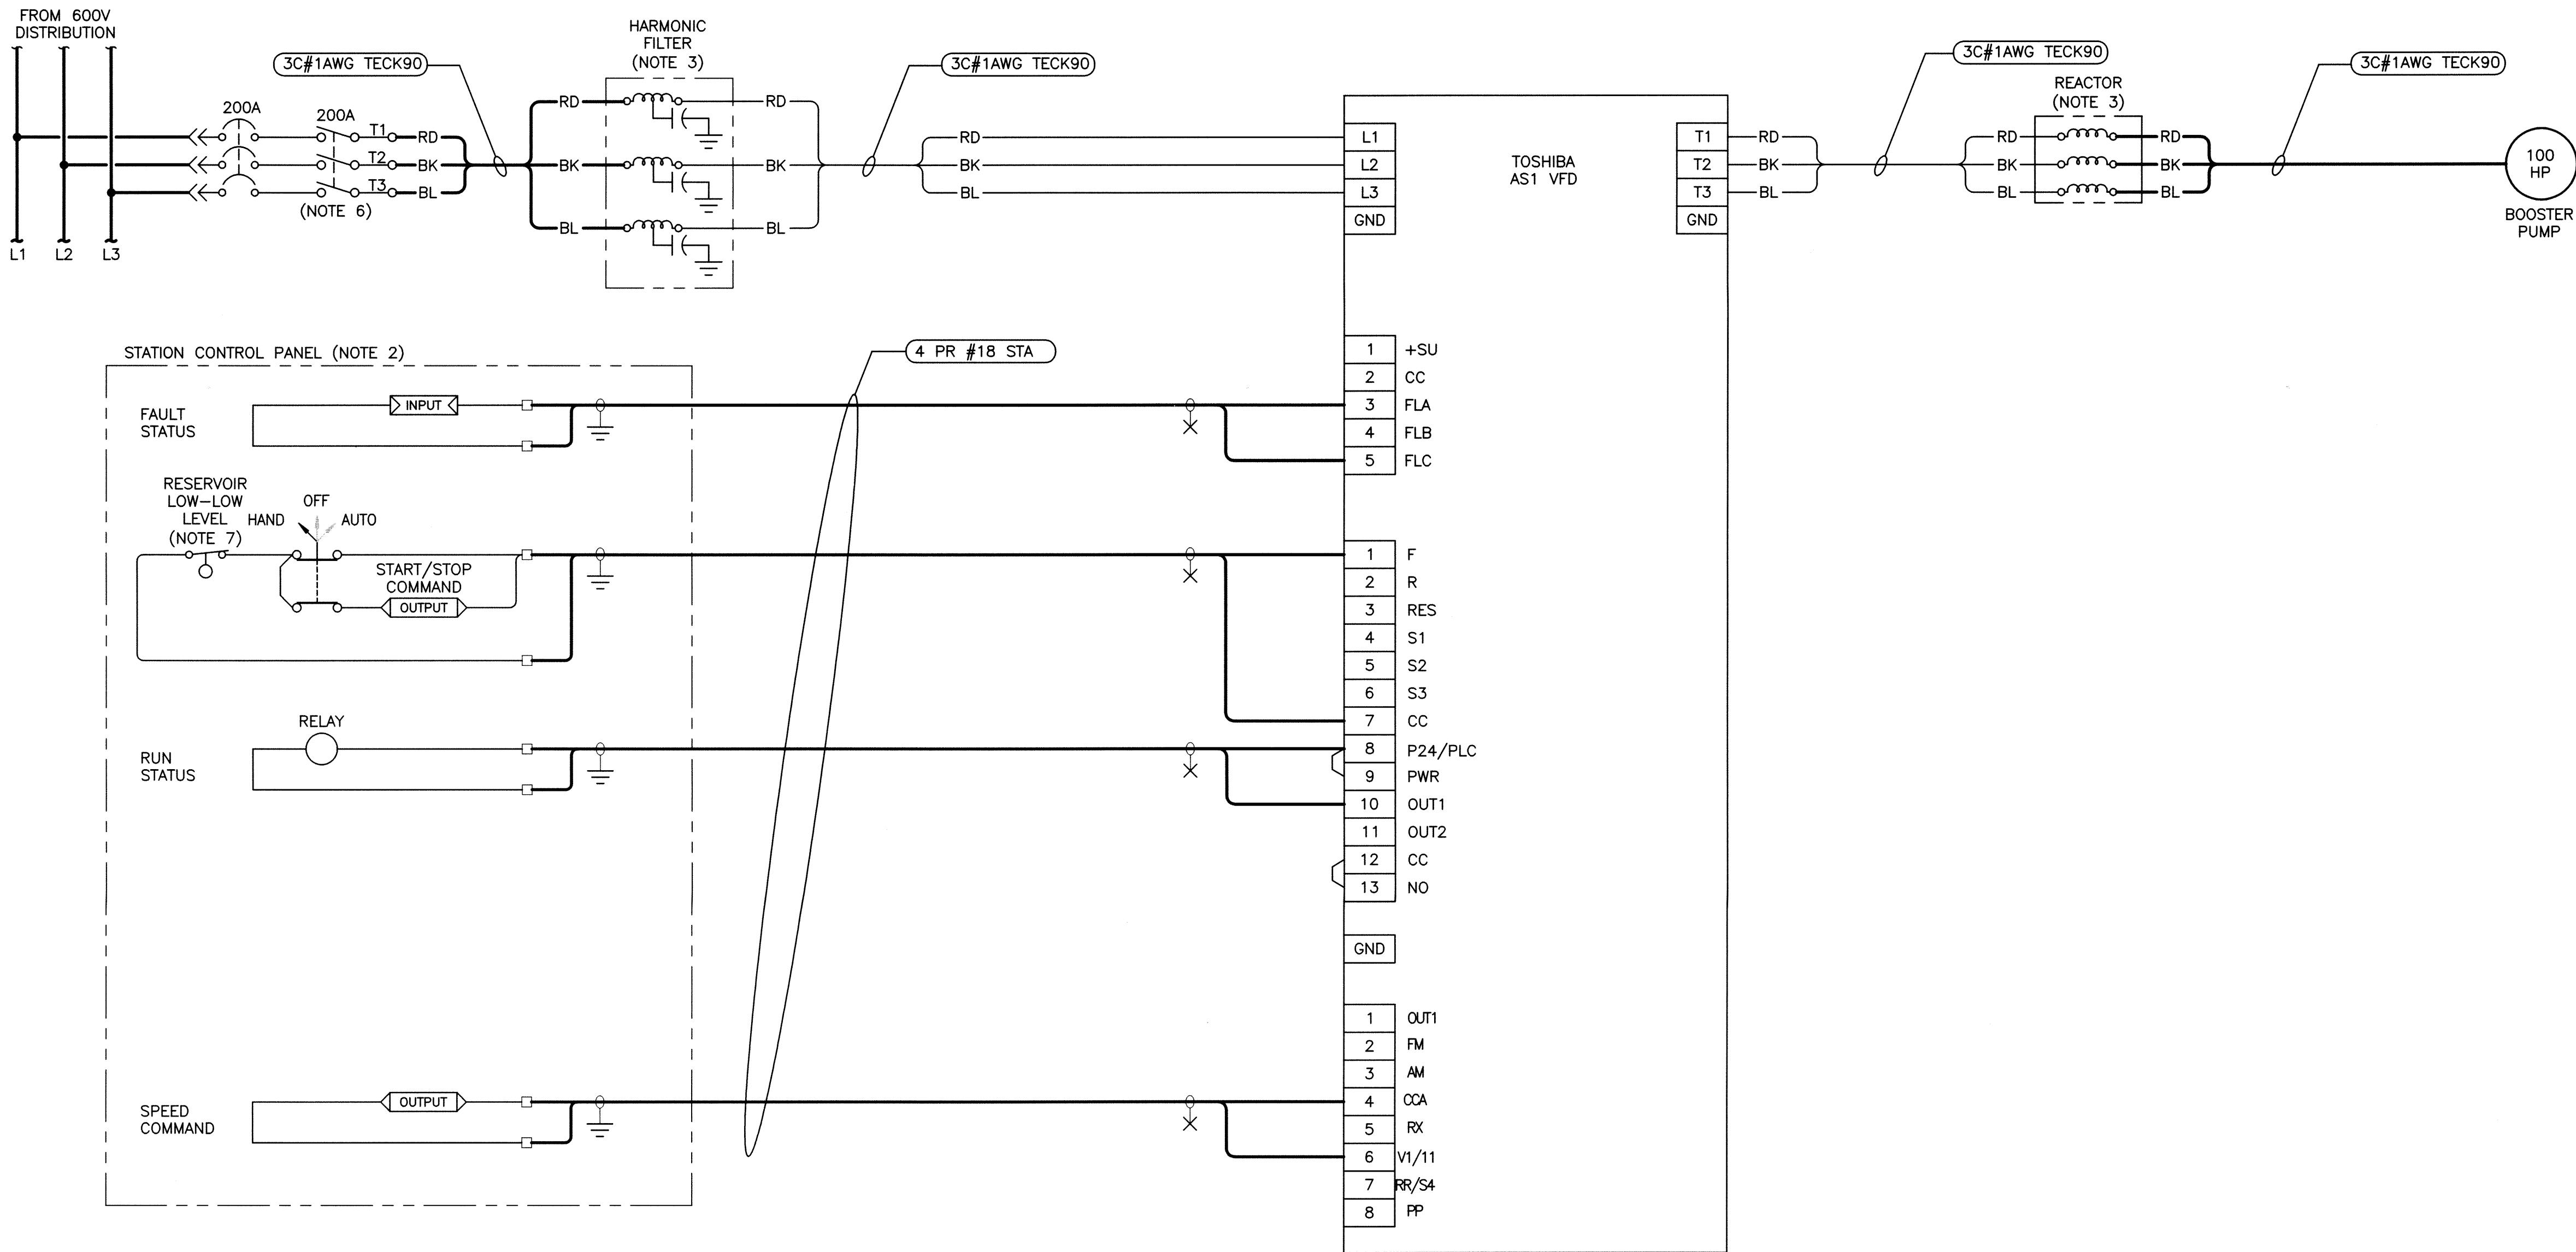 FROM 600V
DISTRIBUTION
L1
L2
L3
200A
200A
T1
T2
T3
(NOTE 6)
RD
BK
BL
3C#1AWG TECK90
HARMONIC
FILTER
(NOTE 3)
RD
BK
BL
RD
BK
BL
3C#1AWG TECK90
RD
BK
BL
L1
L2
L3
GND
TOSHIBA
AS1 VFD
T1
T2
T3
GND
RD
BK
BL
3C#1AWG TECK90
REACTOR
(NOTE 3)
RD
BK
BL
RD
BK
BL
3C#1AWG TECK90
100
HP
BOOSTER
PUMP
STATION CONTROL PANEL (NOTE 2)
4 PR #18 STA
FAULT
STATUS
INPUT
1 +SU
2 CC
3 FLA
4 FLB
5 FLC
RESERVOIR
LOW-LOW
LEVEL
(NOTE 7)
HAND
OFF
AUTO
START/STOP
COMMAND
OUTPUT
1 F
2 R
3 RES
4 S1
5 S2
6 S3
7 CC
8 P24/PLC
9 PWR
10 OUT1
11 OUT2
12 CC
13 NO
RELAY
RUN
STATUS
GND
SPEED
COMMAND
OUTPUT
1 OUT1
2 FM
3 AM
4 CCA
5 RX
6 V1/11
7 RR/S4
8 PP